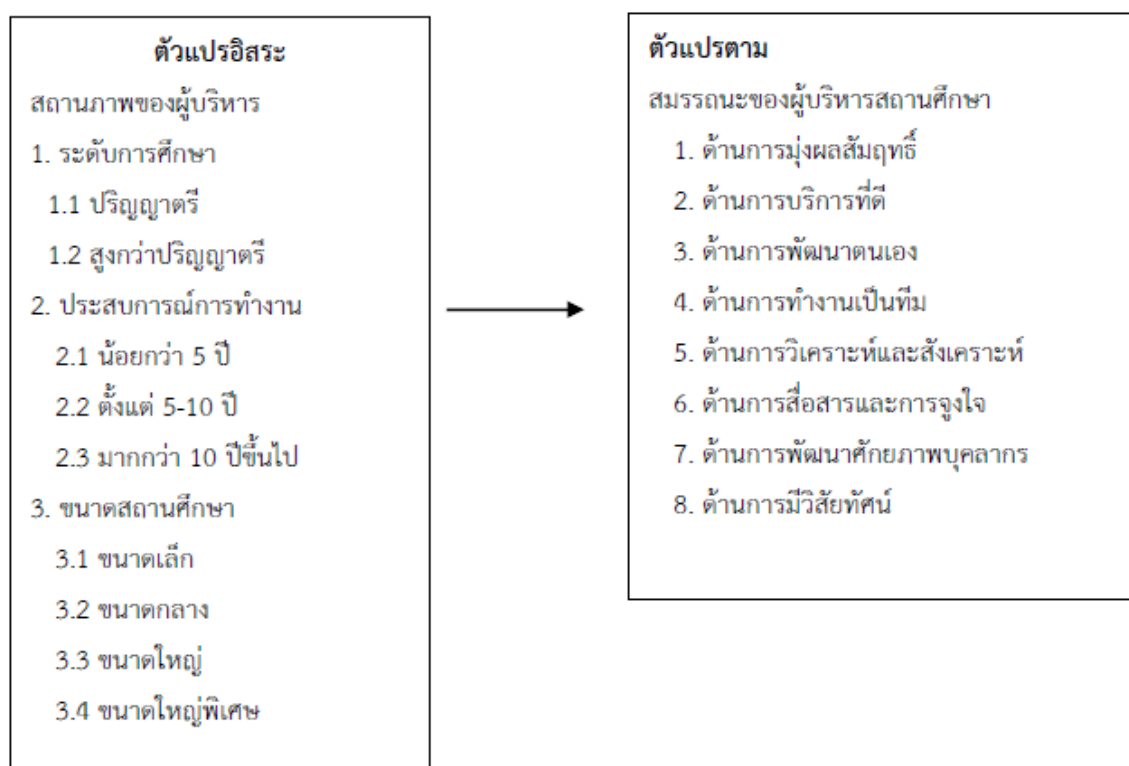 ตัวแปรอิสระ
สถานภาพของผู้บริหาร
1. ระดับการศึกษา
1.1 ปริญญาตรี
1.2 สูงกว่าปริญญาตรี
2. ประสบการณ์การทำงาน
2.1 น้อยกว่า 5 ปี
2.2 ตั้งแต่ 5-10 ปี
2.3 มากกว่า 10 ปีขึ้นไป
3. ขนาดสถานศึกษา
3.1 ขนาดเล็ก
3.2 ขนาดกลาง
3.3 ขนาดใหญ่
3.4 ขนาดใหญ่พิเศษ
ตัวแปรตาม
สมรรถนะของผู้บริหารสถานศึกษา
1. ด้านการมุ่งผลสัมฤทธิ์
2. ด้านการบริการที่ดี
3. ด้านการพัฒนาตนเอง
4. ด้านการทำงานเป็นทีม
5. ด้านการวิเคราะห์และสังเคราะห์
6. ด้านการสื่อสารและการจูงใจ
7. ด้านการพัฒนาศักยภาพบุคลากร
8. ด้านการมีวิสัยทัศน์